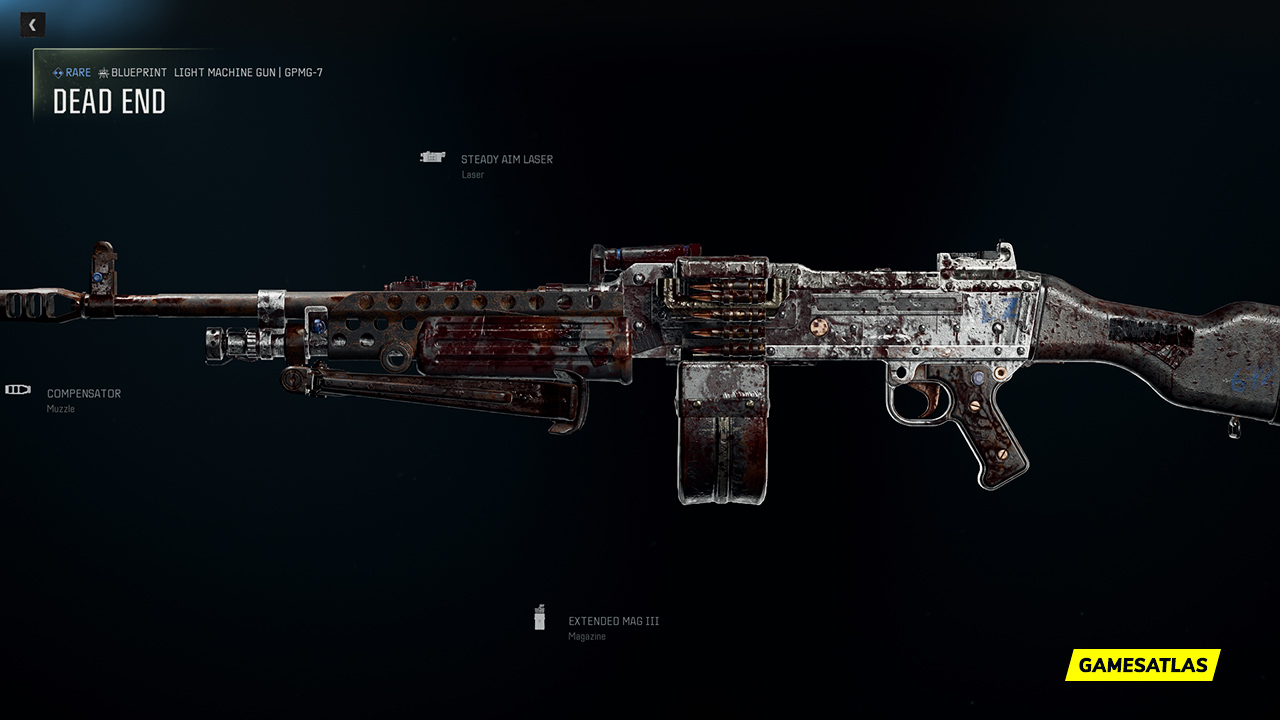 RARE BLUEPRINT LIGHT MACHINE GUN | GPMG-7
DEAD END
STEADY AIM LASER
Laser
COMPENSATOR
Muzzle
EXTENDED MAG III
Magazine
GAMESATLAS